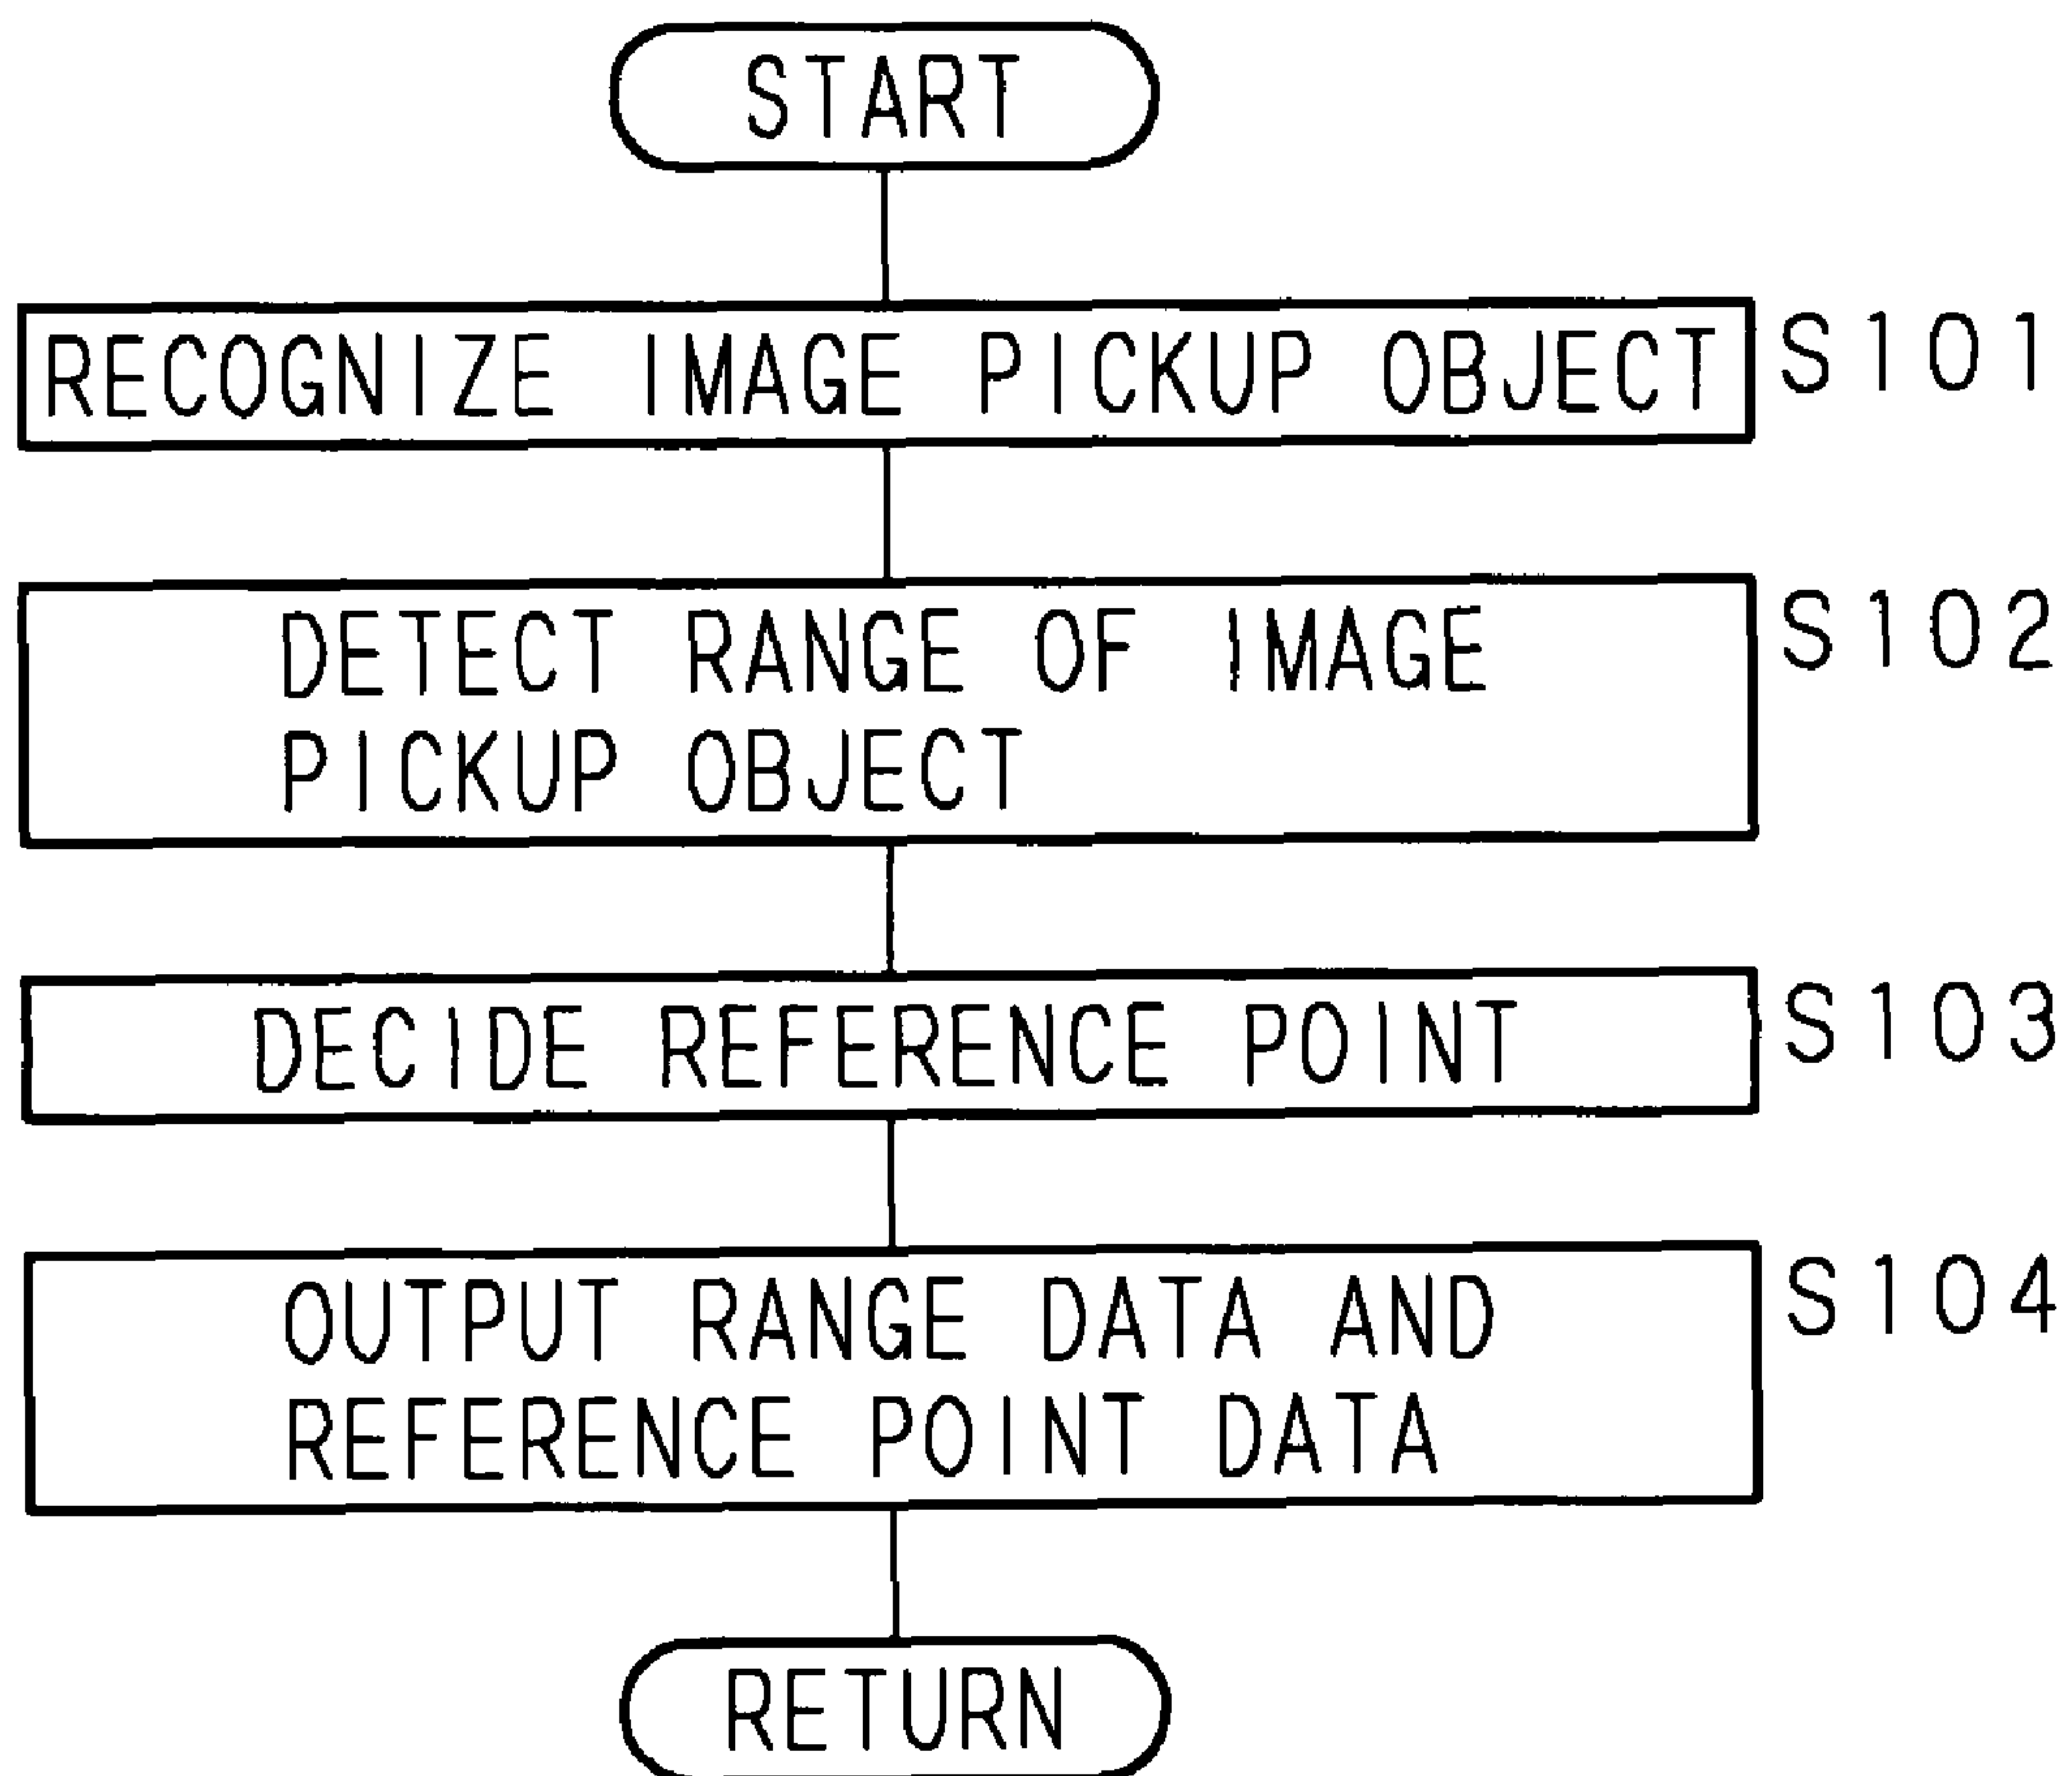 START
RECOGNIZE IMAGE PICKUP OBJECT S101
DETECT RANGE OF IMAGE S102
PICKUP OBJECT
DECIDE REFERENCE POINT S103
OUTPUT RANGE DATA AND S104
REFERENCE POINT DATA
RETURN